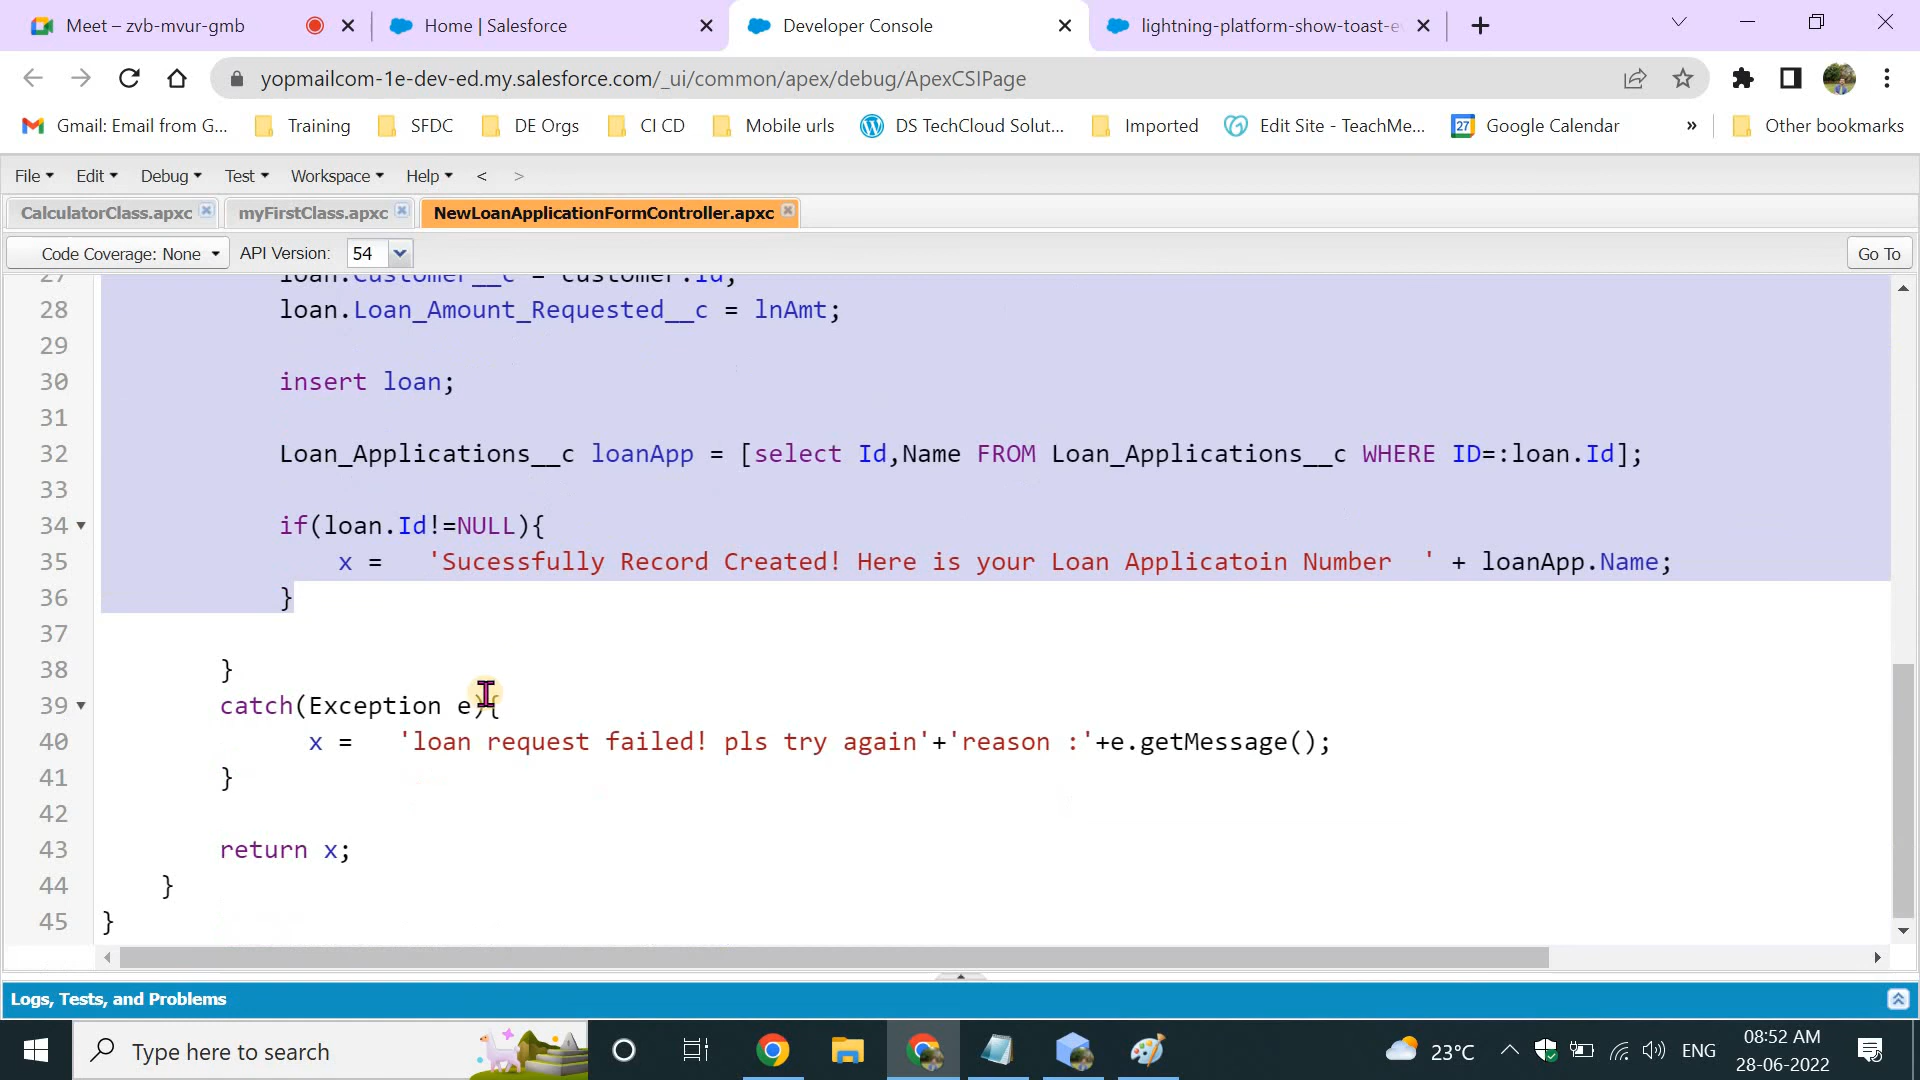 Meet – zvb-mvur-gmb
Home | Salesforce
Developer Console
lightning-platform-show-toast-ev
yopmailcom-1e-dev-ed.my.salesforce.com/_ui/common/apex/debug/ApexCSIPage
Gmail: Email from G...
Training
SFDC
DE Orgs
CI CD
Mobile urls
DS TechCloud Solut...
Imported
Edit Site - TeachMe...
27
Google Calendar
»
Other bookmarks
File
Edit
Debug
Test
Workspace
Help
<
>
CalculatorClass.apxc
myFirstClass.apxc
NewLoanApplicationFormController.apxc
Code Coverage: None
API Version:
54
Go To
27 loan.Customer__c = customer.Id;
28 loan.Loan_Amount_Requested__c = lnAmt;
29
30 insert loan;
31
32 Loan_Applications__c loanApp = [select Id,Name FROM Loan_Applications__c WHERE ID=:loan.Id];
33
34 if(loan.Id!=NULL){
35 x = 'Sucessfully Record Created! Here is your Loan Applicatoin Number ' + loanApp.Name;
36 }
37
38 }
39 catch(Exception e){
40 x = 'loan request failed! pls try again'+'reason :'+e.getMessage();
41 }
42
43 return x;
44 }
45 }
Logs, Tests, and Problems
Type here to search
23°C
ENG
08:52 AM
28-06-2022